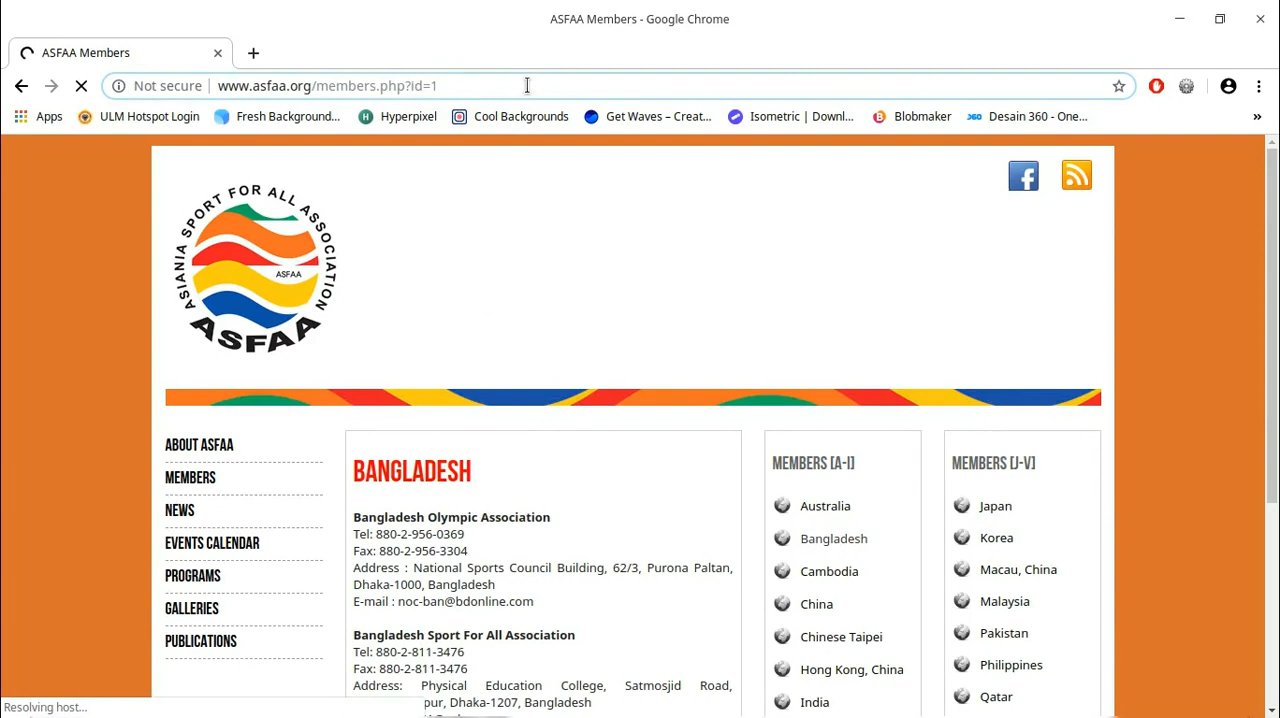 ASFAA Members - Google Chrome
ASFAA Members
Not secure | www.asfaa.org/members.php?id=1
Apps ULM Hotspot Login Fresh Background... Hyperpixel Cool Backgrounds Get Waves – Creat... Isometric | Downl... Blobmaker Desain 360 - One... »
ASIANIA SPORT FOR ALL ASSOCIATION
ASFAA
ASFAA
ABOUT ASFAA
MEMBERS
NEWS
EVENTS CALENDAR
PROGRAMS
GALLERIES
PUBLICATIONS
BANGLADESH
Bangladesh Olympic Association
Tel: 880-2-956-0369
Fax: 880-2-956-3304
Address : National Sports Council Building, 62/3, Purona Paltan,
Dhaka-1000, Bangladesh
E-mail : noc-ban@bdonline.com
Bangladesh Sport For All Association
Tel: 880-2-811-3476
Fax: 880-2-811-3476
Address: Physical Education College, Satmosjid Road,
pur, Dhaka-1207, Bangladesh
MEMBERS [A-I]
Australia
Bangladesh
Cambodia
China
Chinese Taipei
Hong Kong, China
India
MEMBERS [J-V]
Japan
Korea
Macau, China
Malaysia
Pakistan
Philippines
Qatar
Resolving host...